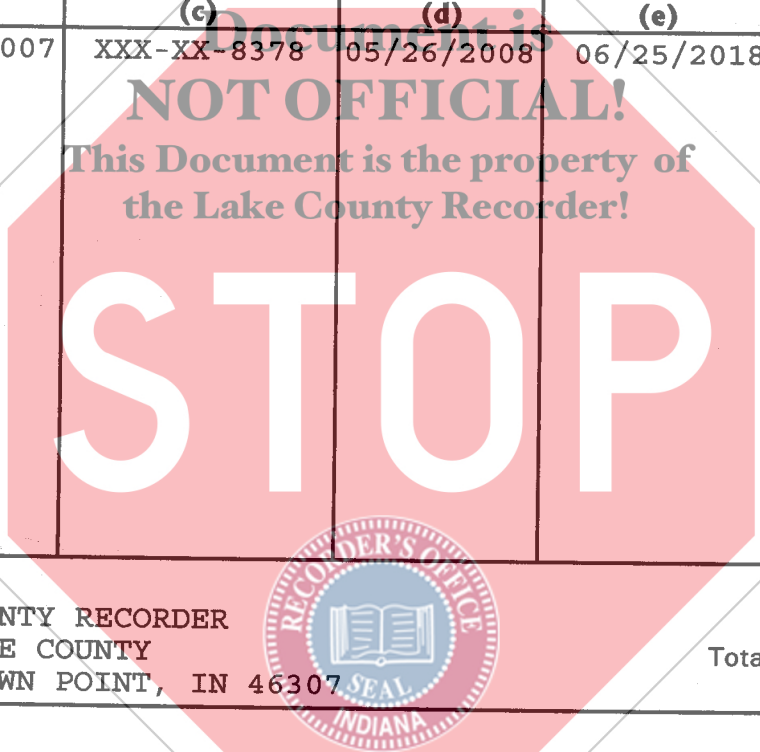 (c) (d) (e)
Document is
007 XXX-XX-8378 05/26/2008 06/25/2018
NOT OFFICIAL!
This Document is the property of
the Lake County Recorder!
STOP
RECORDER'S OFFICE
NTY RECORDER
E COUNTY
Tota
WN POINT, IN 46307
SEAL
INDIANA